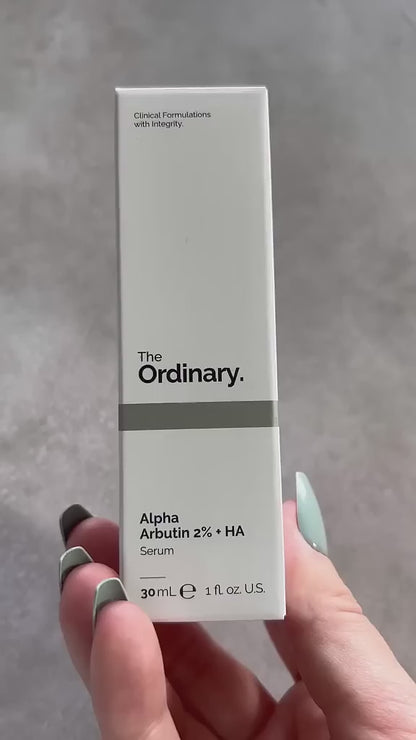 Clinical Formulations
with Integrity.
The
Ordinary.
Alpha
Arbutin 2% + HA
Serum
30 mL ℮ 1 fl. oz. U.S.